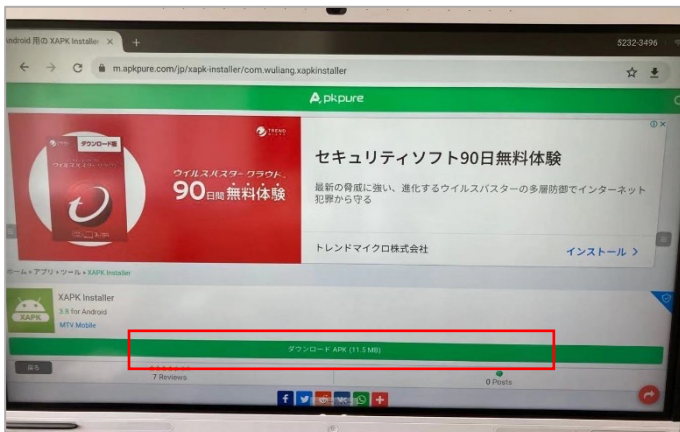 Android 用の XAPK Installer
5232-3496
m.apkpure.com/jp/xapk-installer/com.wuliang.xapkinstaller
pkpure
TREND
ダウンロード版
ウイルスバスター クラウド
90日間 無料体験
セキュリティソフト90日無料体験
最新の脅威に強い、進化するウイルスバスターの多層防御でインターネット
犯罪から守る
トレンドマイクロ株式会社
インストール
ホーム » アプリ » ツール » XAPK Installer
XAPK
XAPK Installer
3.8 for Android
MTV.Mobile
ダウンロード APK (11.5 MB)
戻る
7 Reviews
0 Posts